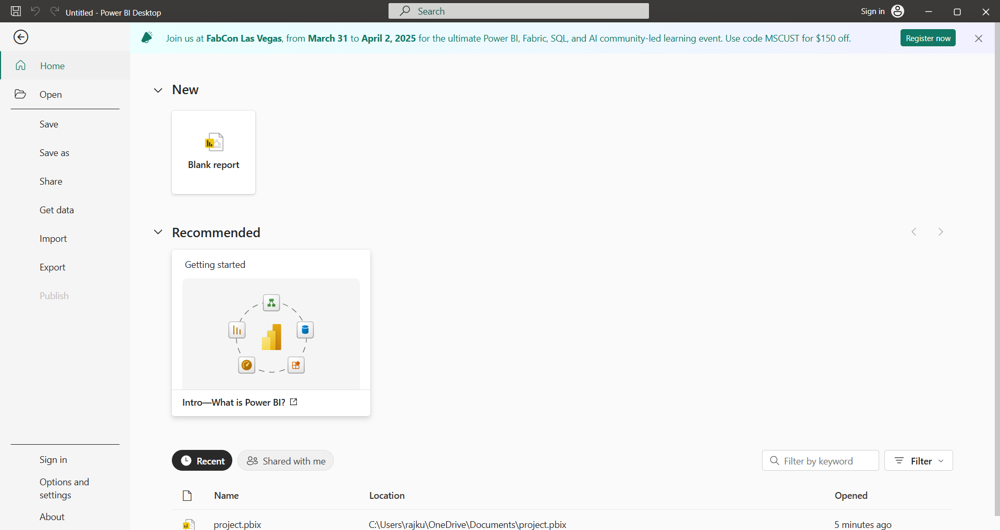 Untitled - Power BI Desktop
Search
Sign in
Join us at FabCon Las Vegas, from March 31 to April 2, 2025 for the ultimate Power BI, Fabric, SQL, and AI community-led learning event. Use code MSCUST for $150 off.
Register now
Home
Open
Save
Save as
Share
Get data
Import
Export
Publish
Sign in
Options and
settings
About
New
Blank report
Recommended
Getting started
Intro—What is Power BI?
Recent
Shared with me
Filter by keyword
Filter
Name
Location
Opened
project.pbix
C:\Users\rajku\OneDrive\Documents\project.pbix
5 minutes ago